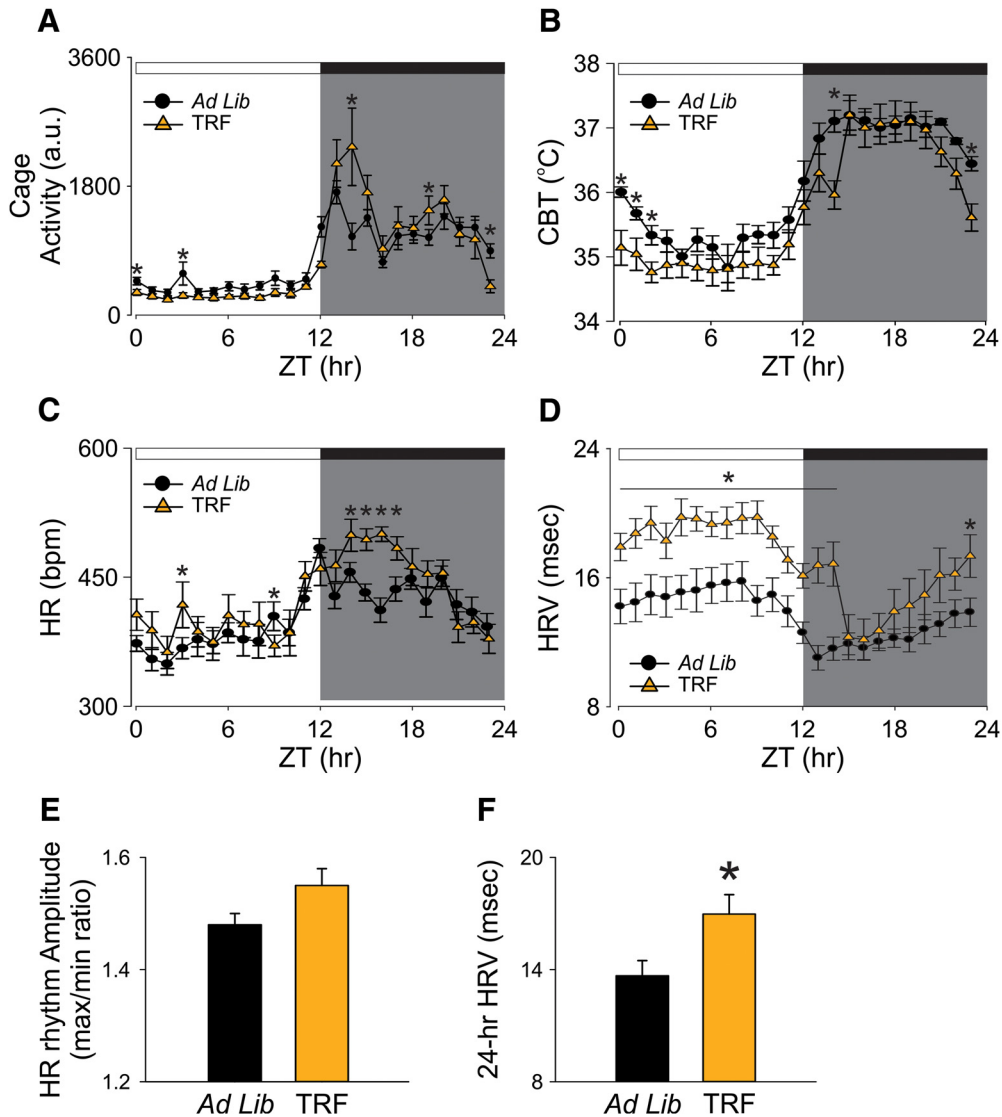 A
3600
1800
0
Cage
Activity (a.u.)
Ad Lib
TRF
*
*
*
*
*
0
6
12
18
24
ZT (hr)
B
38
37
36
35
34
CBT (°C)
Ad Lib
TRF
*
*
*
*
*
0
6
12
18
24
ZT (hr)
C
600
450
300
HR (bpm)
Ad Lib
TRF
*
*
* * * *
0
6
12
18
24
ZT (hr)
D
24
16
8
HRV (msec)
*
*
Ad Lib
TRF
0
6
12
18
24
ZT (hr)
E
1.6
1.4
1.2
HR rhythm Amplitude
(max/min ratio)
Ad Lib
TRF
F
20
14
8
24-hr HRV (msec)
*
Ad Lib
TRF